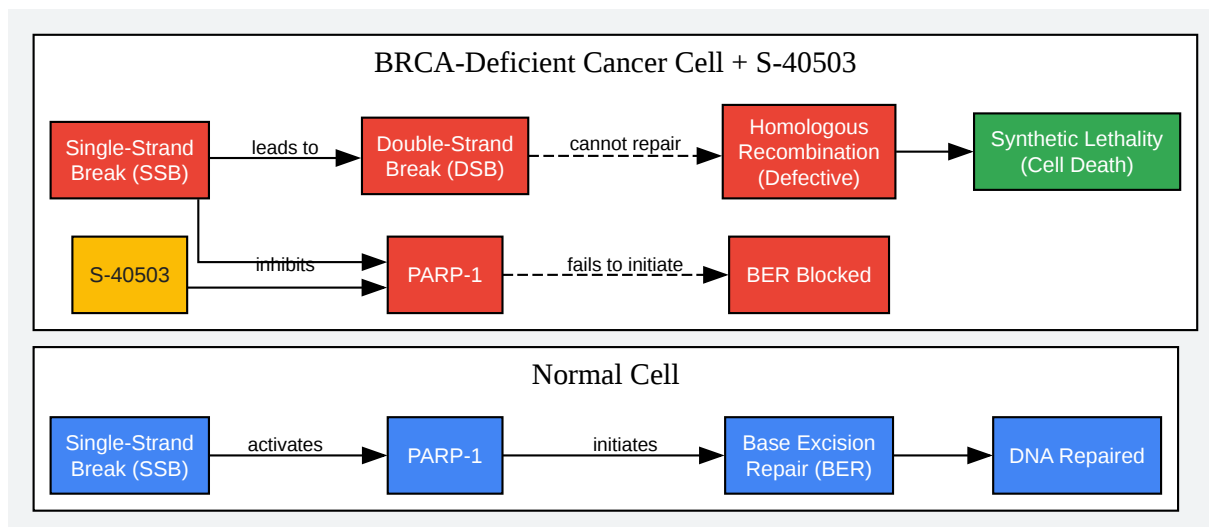 BRCA-Deficient Cancer Cell + S-40503
Single-Strand
Break (SSB)
leads to
Double-Strand
Break (DSB)
cannot repair
Homologous
Recombination
(Defective)
Synthetic Lethality
(Cell Death)
S-40503
inhibits
PARP-1
fails to initiate
BER Blocked
Normal Cell
Single-Strand
Break (SSB)
activates
PARP-1
initiates
Base Excision
Repair (BER)
DNA Repaired